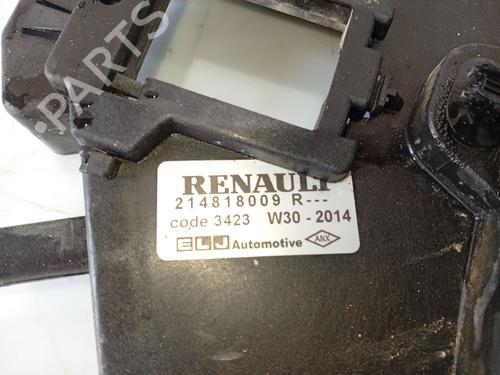 PARTS
RENAULT
214818009 R---
code 3423 W30 - 2014
ELJ Automotive ANX